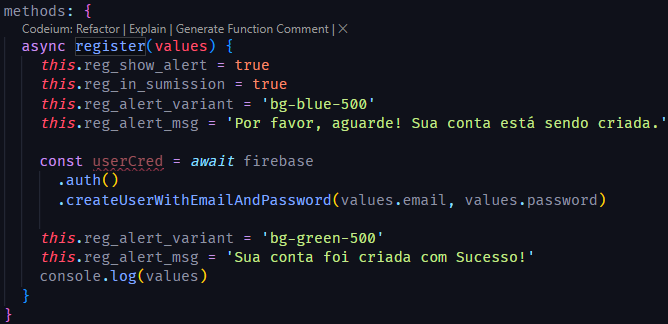 methods: {
Codeium: Refactor | Explain | Generate Function Comment | ×
async register(values) {
this.reg_show_alert = true
this.reg_in_sumission = true
this.reg_alert_variant = 'bg-blue-500'
this.reg_alert_msg = 'Por favor, aguarde! Sua conta está sendo criada.'
const userCred = await firebase
.auth()
.createUserWithEmailAndPassword(values.email, values.password)
this.reg_alert_variant = 'bg-green-500'
this.reg_alert_msg = 'Sua conta foi criada com Sucesso!'
console.log(values)
}
}